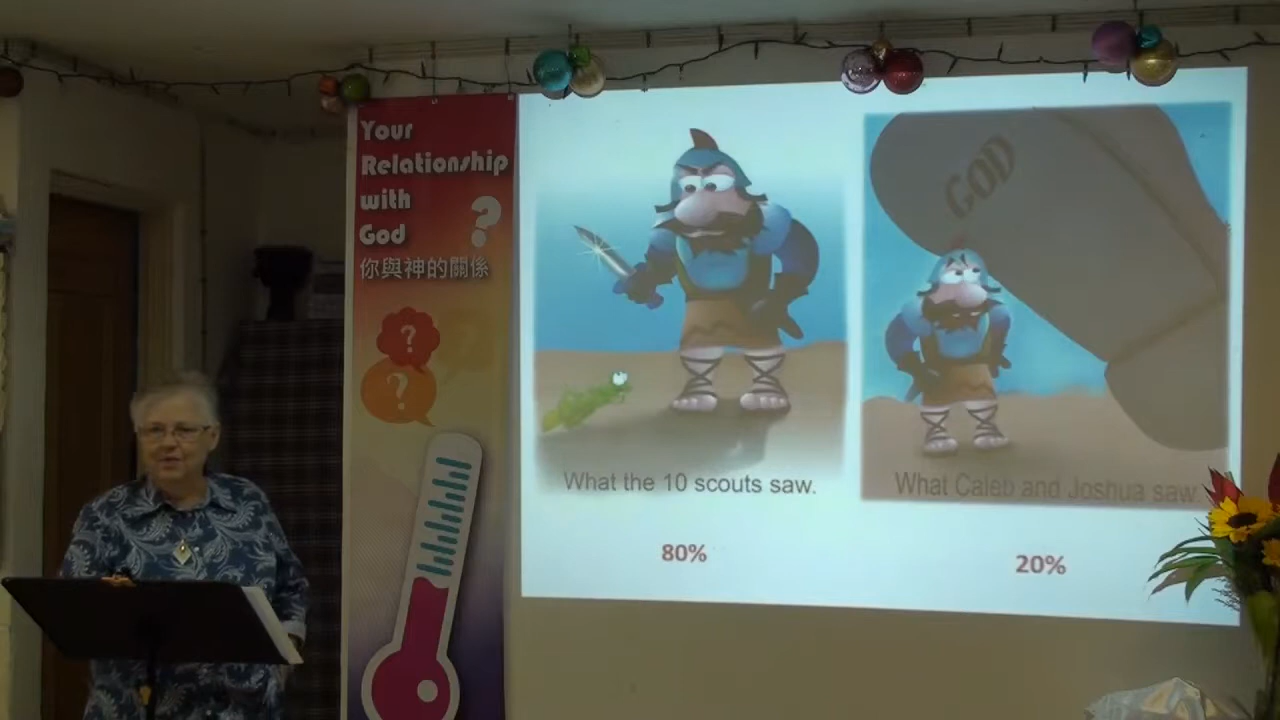 Your
Relationship
with
God
?
你與神的關係
?
?
GOD
What the 10 scouts saw.
What Caleb and Joshua saw.
80%
20%